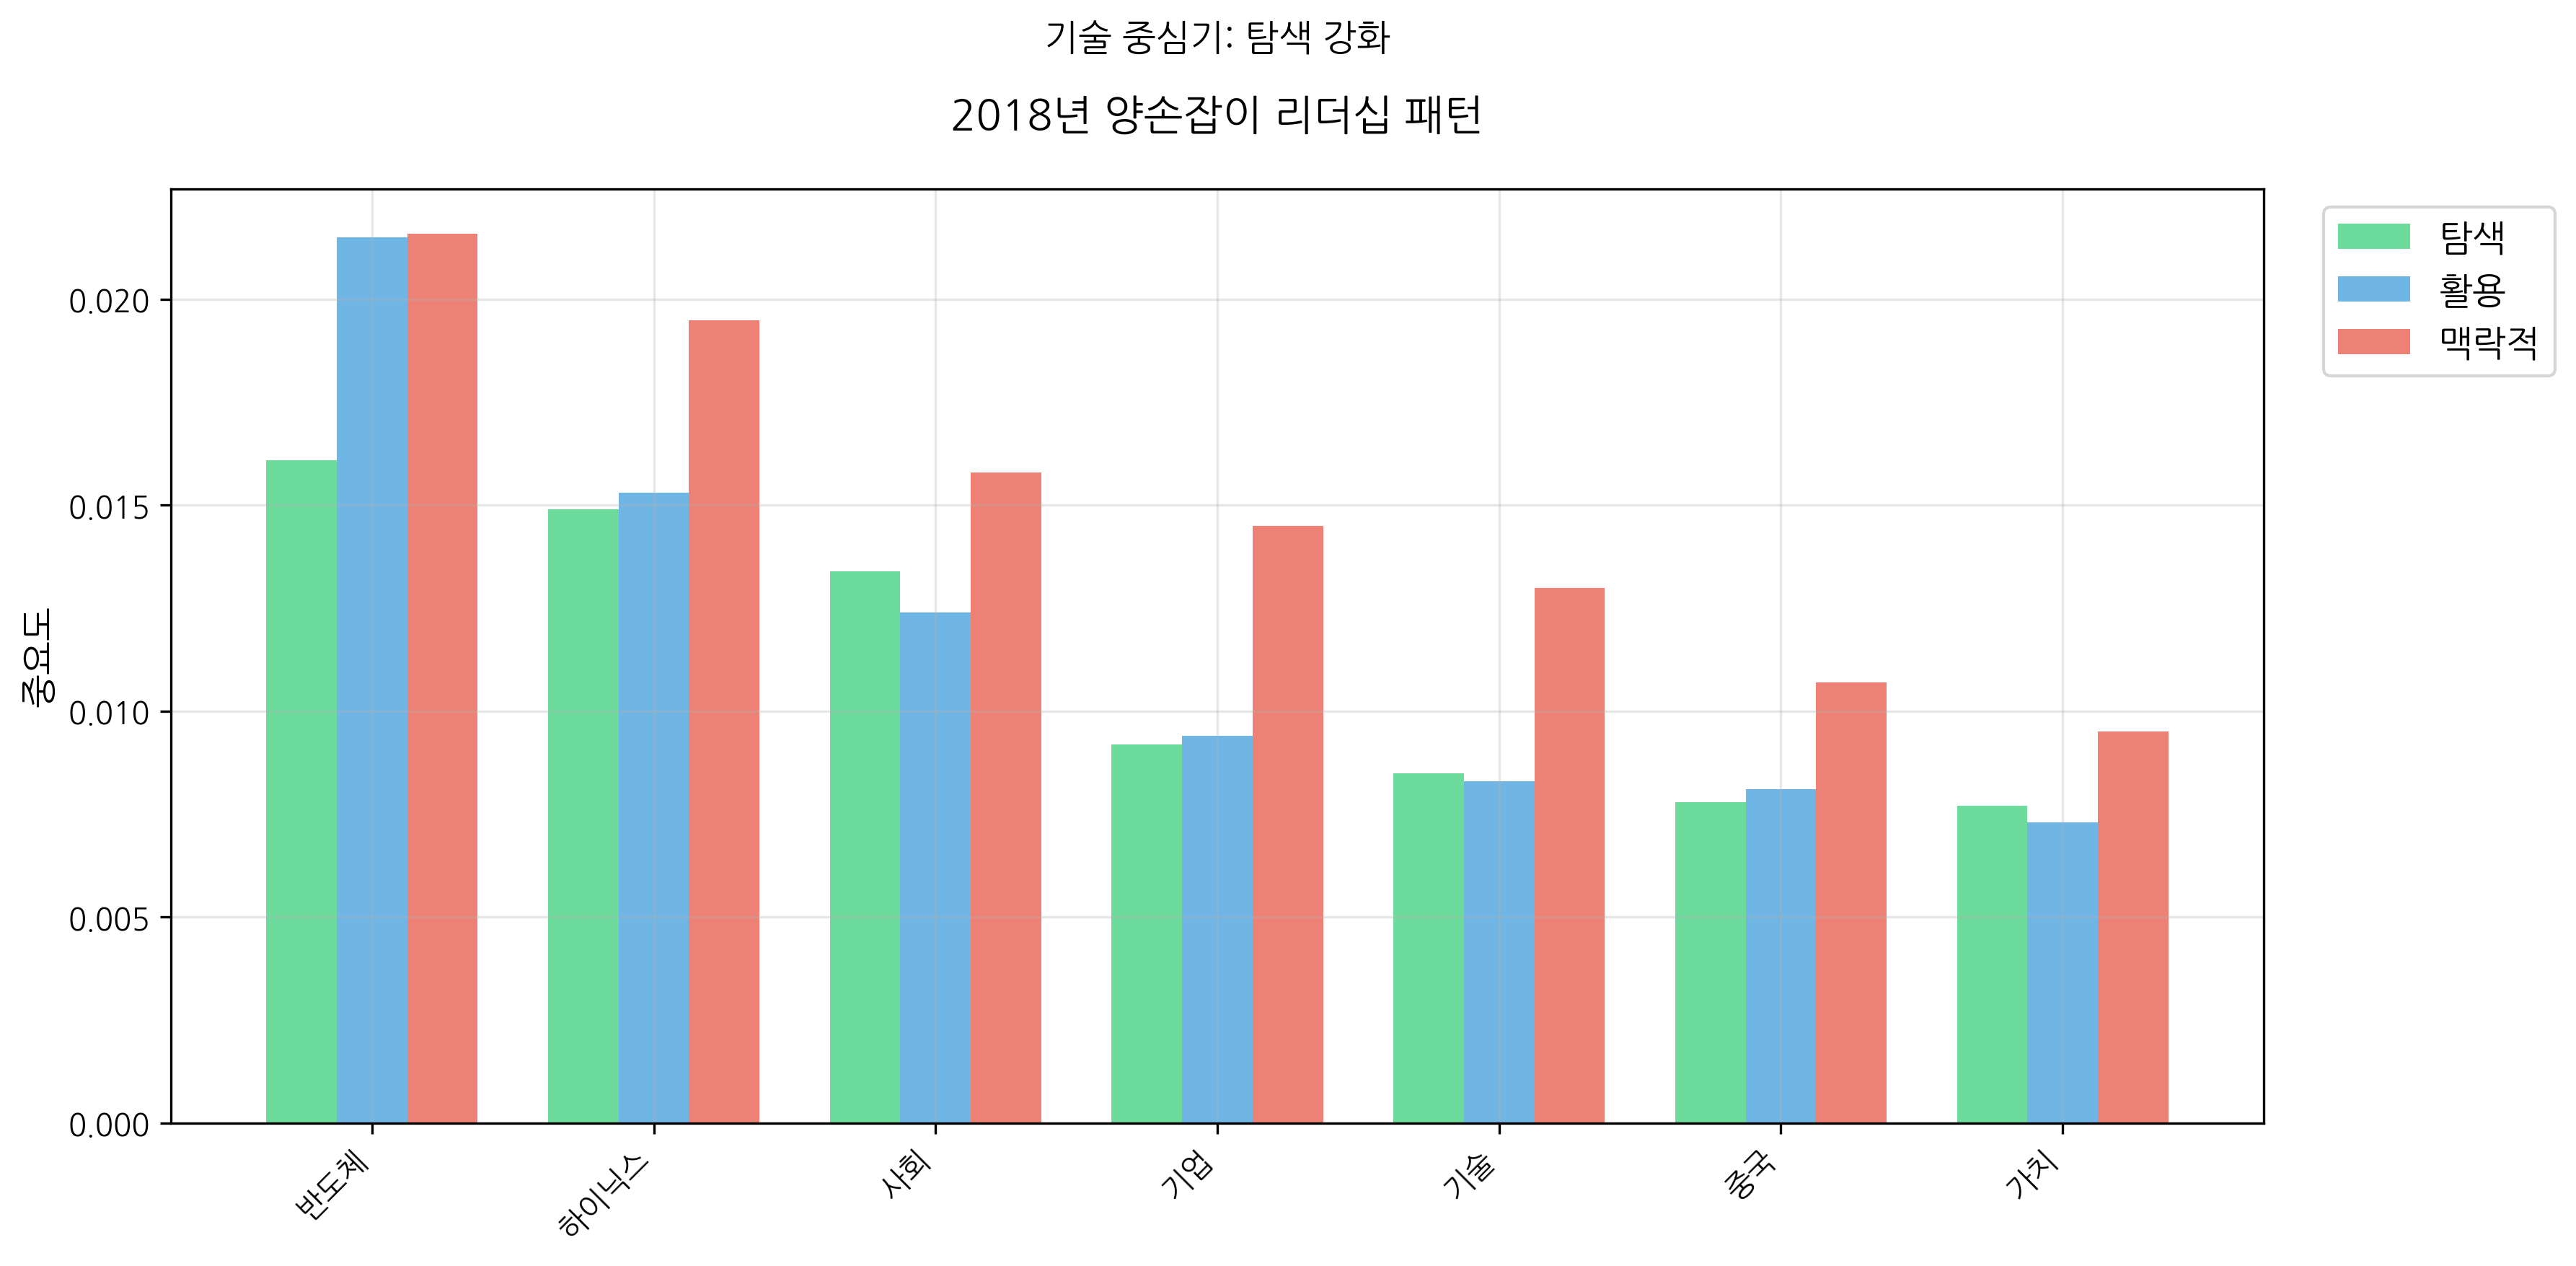 기술 중심기: 탐색 강화
2018년 양손잡이 리더십 패턴
중요도
0.020
0.015
0.010
0.005
0.000
반도체
하이닉스
사회
기업
기술
중국
가치
탐색
활용
맥락적